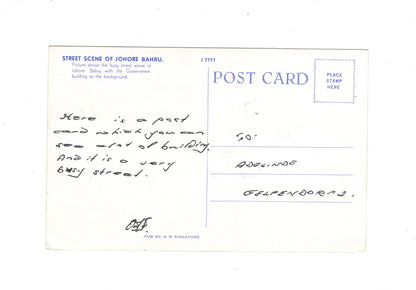 STREET SCENE OF JOHORE BAHRU.
Picture shows the busy street scene of
Johore Bahru with the Government
building as the background.
J 7771
POST CARD
PLACE
STAMP
HERE
Here is a post
card which you can
see a lot of building.
And it is a very
busy street.
TO:
ADELINDE
GELPENDORPS.
PUB BY: S. W. SINGAPORE